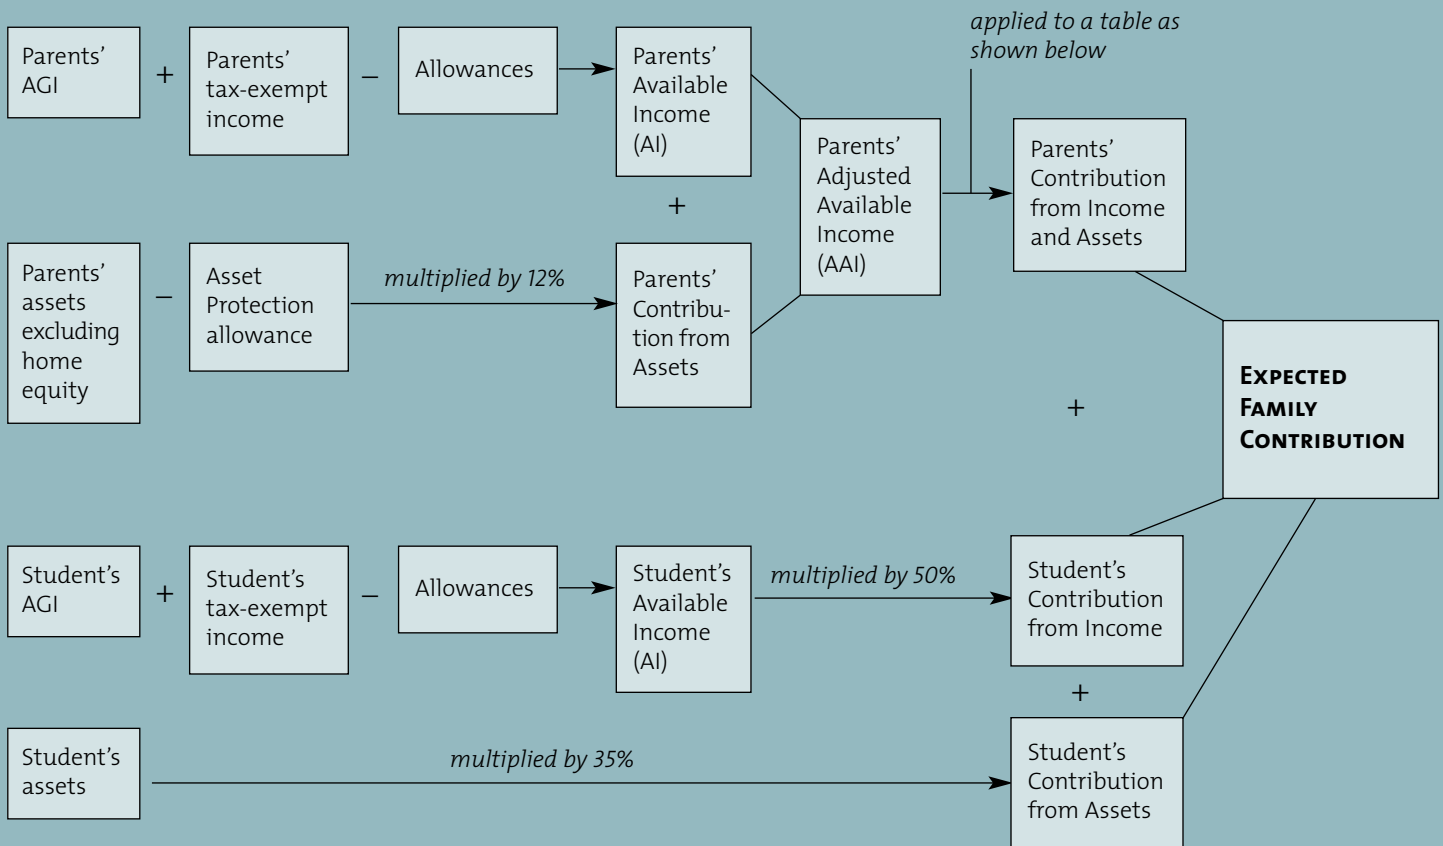 applied to a table as
shown below
Parents’
AGI
+
Parents’
tax-exempt
income
–
Allowances
Parents’
Available
Income
(AI)
+
Parents’
Adjusted
Available
Income
(AAI)
Parents’
Contribution
from Income
and Assets
Parents’
assets
excluding
home
equity
–
Asset
Protection
allowance
multiplied by 12%
Parents’
Contribu-
tion from
Assets
+
EXPECTED
FAMILY
CONTRIBUTION
Student’s
AGI
+
Student’s
tax-exempt
income
–
Allowances
Student’s
Available
Income
(AI)
multiplied by 50%
Student’s
Contribution
from Income
+
Student’s
assets
multiplied by 35%
Student’s
Contribution
from Assets